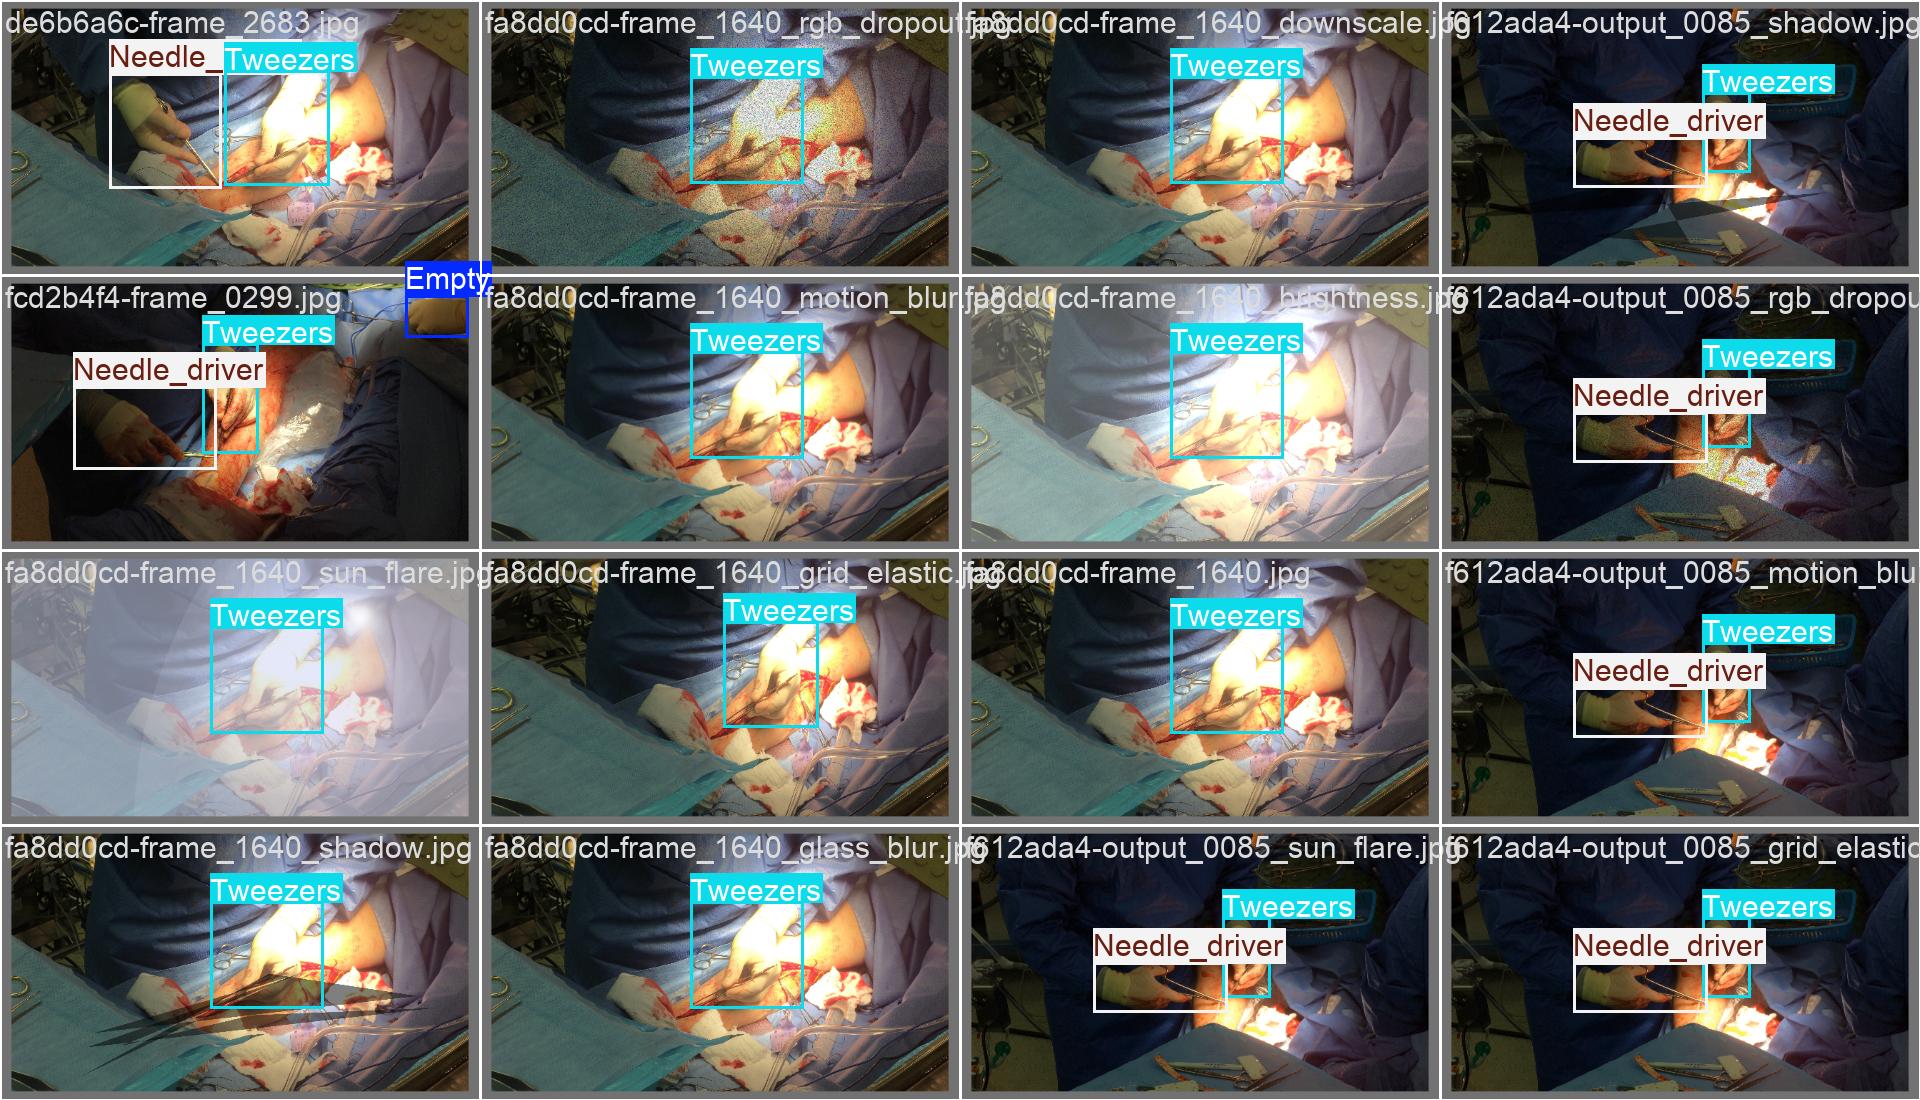 de6b6a6c-frame_2683.jpg
Needle_
Tweezers
fa8dd0cd-frame_1640_rgb_dropout.jpg
Tweezers
fa8dd0cd-frame_1640_downscale.jpg
Tweezers
f612ada4-output_0085_shadow.jpg
Tweezers
Needle_driver
fcd2b4f4-frame_0299.jpg
Empty
Tweezers
Needle_driver
fa8dd0cd-frame_1640_motion_blur.jpg
Tweezers
fa8dd0cd-frame_1640_brightness.jpg
Tweezers
f612ada4-output_0085_rgb_dropou
Tweezers
Needle_driver
fa8dd0cd-frame_1640_sun_flare.jpg
Tweezers
fa8dd0cd-frame_1640_grid_elastic.jpg
Tweezers
fa8dd0cd-frame_1640.jpg
Tweezers
f612ada4-output_0085_motion_blu
Tweezers
Needle_driver
fa8dd0cd-frame_1640_shadow.jpg
Tweezers
fa8dd0cd-frame_1640_glass_blur.jpg
Tweezers
f612ada4-output_0085_sun_flare.jpg
Tweezers
Needle_driver
f612ada4-output_0085_grid_elastic
Tweezers
Needle_driver